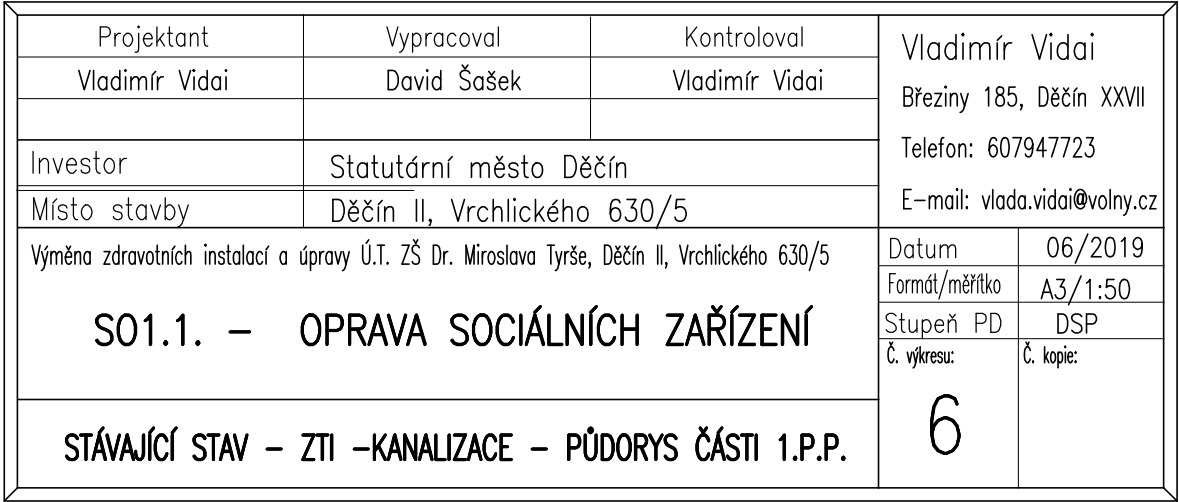 Projektant Vypracoval Kontroloval
Vladimír Vidai David Šašek Vladimír Vidai
Investor Statutární město Děčín
Místo stavby Děčín II, Vrchlického 630/5
Vladimír Vidai
Březiny 185, Děčín XXVII
Telefon: 607947723
E-mail: vlada.vidai@volny.cz
Výměna zdravotních instalací a úpravy Ú.T. ZŠ Dr. Miroslava Tyrše, Děčín II, Vrchlického 630/5
SO1.1. - OPRAVA SOCIÁLNÍCH ZAŘÍZENÍ
STÁVAJÍCÍ STAV - ZTI -KANALIZACE - PŮDORYS ČÁSTI 1.P.P.
Datum 06/2019
Formát/měřítko A3/1:50
Stupeň PD DSP
Č. výkresu: Č. kopie:
6